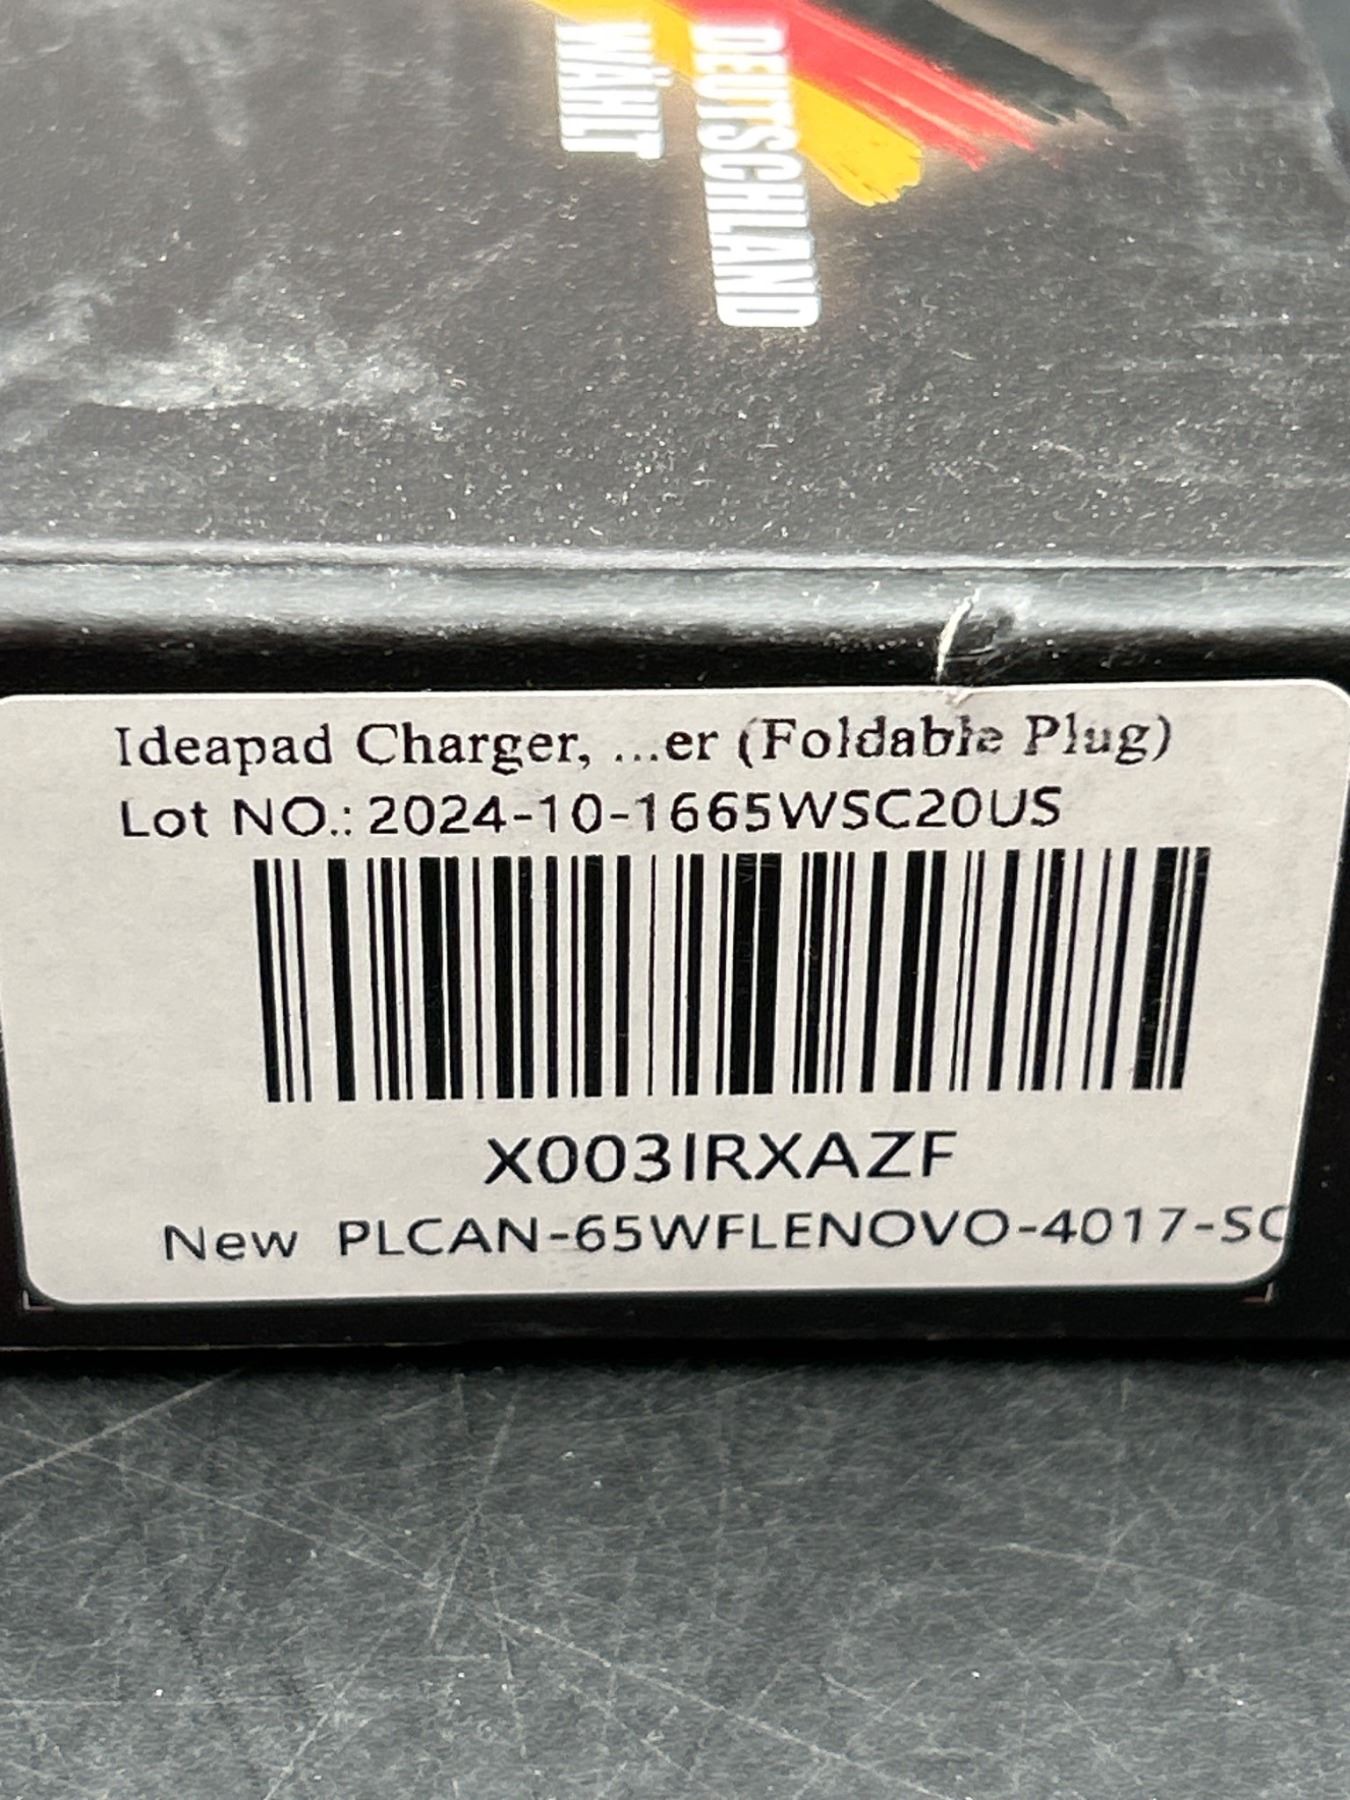 DEUTSCHLAND
WÄHLT
Ideapad Charger, ...er (Foldable Plug)
Lot NO.: 2024-10-1665WSC20US
X003IRXAZF
New PLCAN-65WFLENOVO-4017-SC